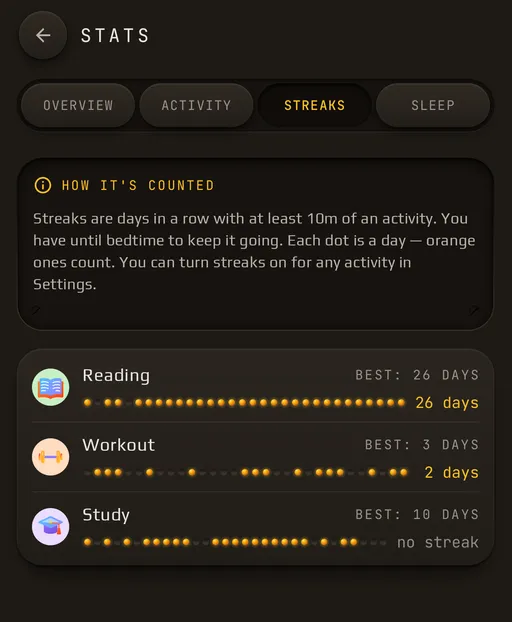 STATS
OVERVIEW
ACTIVITY
STREAKS
SLEEP
HOW IT'S COUNTED
Streaks are days in a row with at least 10m of an activity. You
have until bedtime to keep it going. Each dot is a day — orange
ones count. You can turn streaks on for any activity in
Settings.
Reading
BEST: 26 DAYS
26 days
Workout
BEST: 3 DAYS
2 days
Study
BEST: 10 DAYS
no streak